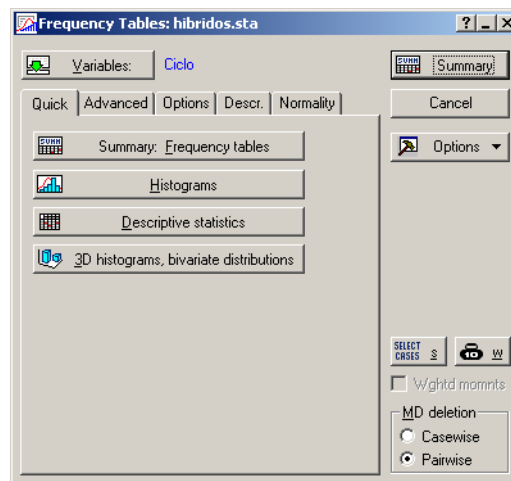 Frequency Tables: hibridos.sta
Variables: Ciclo
Summary
Quick Advanced Options Descr. Normality
Cancel
SUMM Summary: Frequency tables
Options
Histograms
Descriptive statistics
3D histograms, bivariate distributions
SELECT CASES S W
Wghtd momnts
MD deletion
Casewise
Pairwise